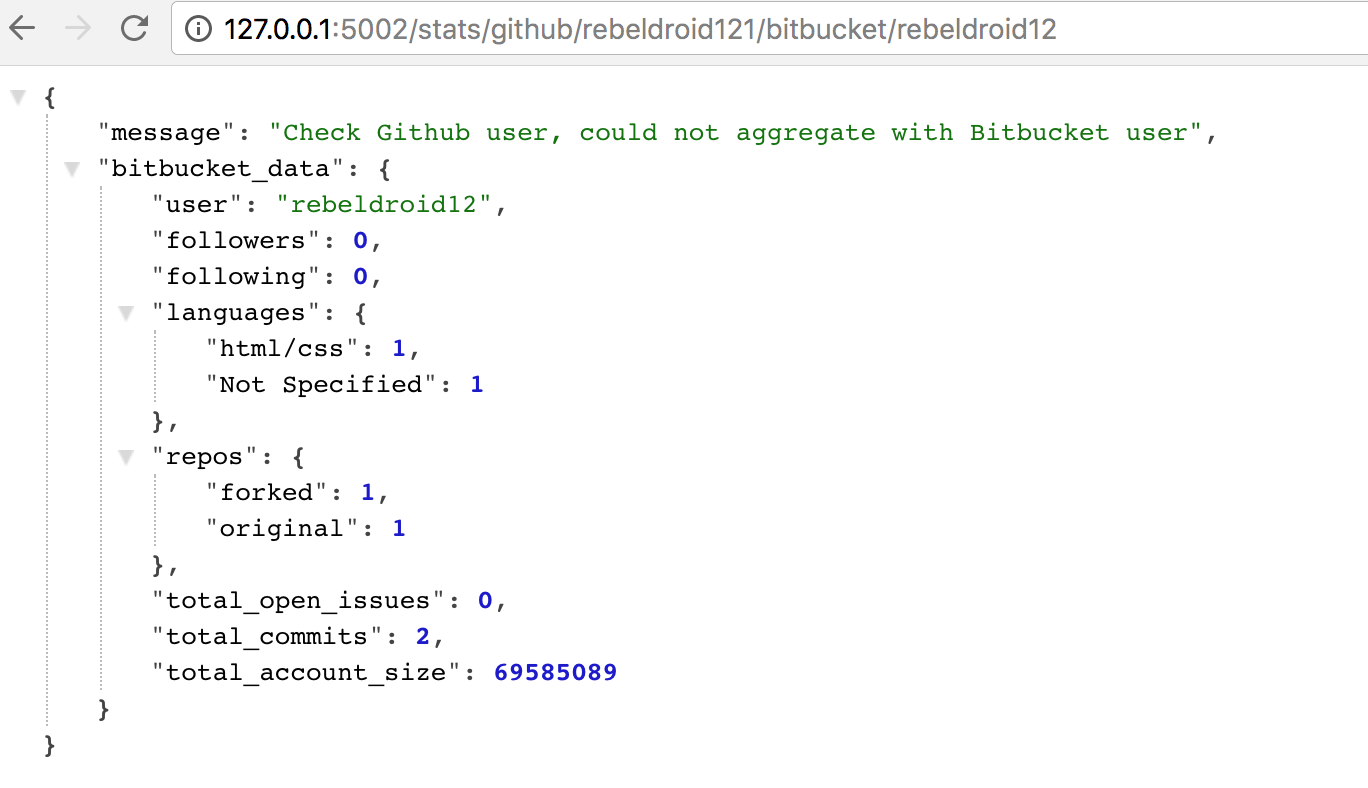 127.0.0.1:5002/stats/github/rebeldroid121/bitbucket/rebeldroid12
{
"message": "Check Github user, could not aggregate with Bitbucket user",
"bitbucket_data": {
"user": "rebeldroid12",
"followers": 0,
"following": 0,
"languages": {
"html/css": 1,
"Not Specified": 1
},
"repos": {
"forked": 1,
"original": 1
},
"total_open_issues": 0,
"total_commits": 2,
"total_account_size": 69585089
}
}